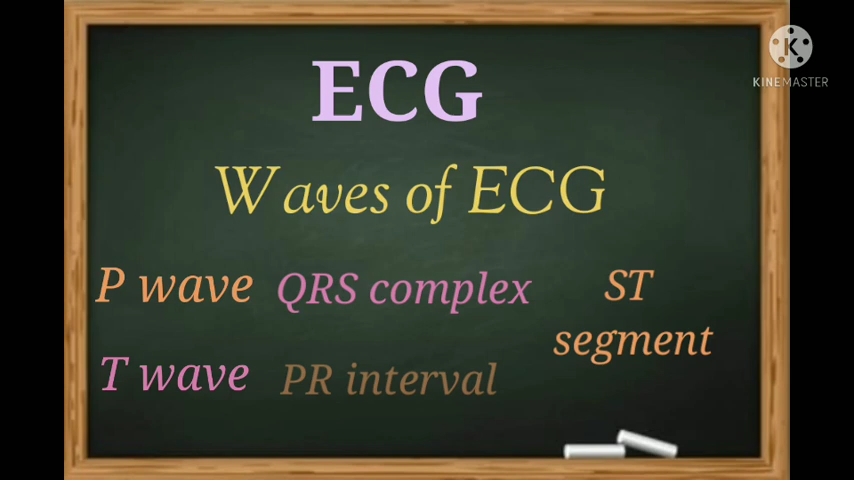 ECG
Waves of ECG
P wave
QRS complex
ST
segment
T wave
PR interval
KINEMASTER